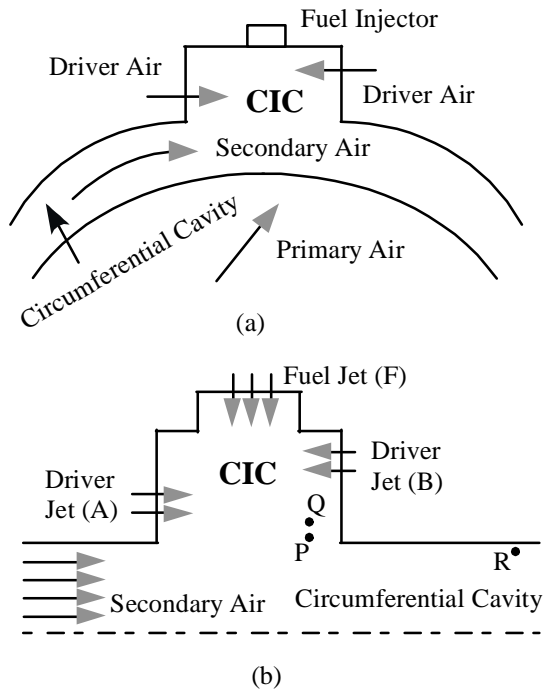 Fuel Injector
Driver Air
CIC
Driver Air
Secondary Air
Circumferential Cavity
Primary Air
(a)
Fuel Jet (F)
CIC
Driver
Jet (B)
Driver
Jet (A)
Q
P
R
Secondary Air
Circumferential Cavity
(b)